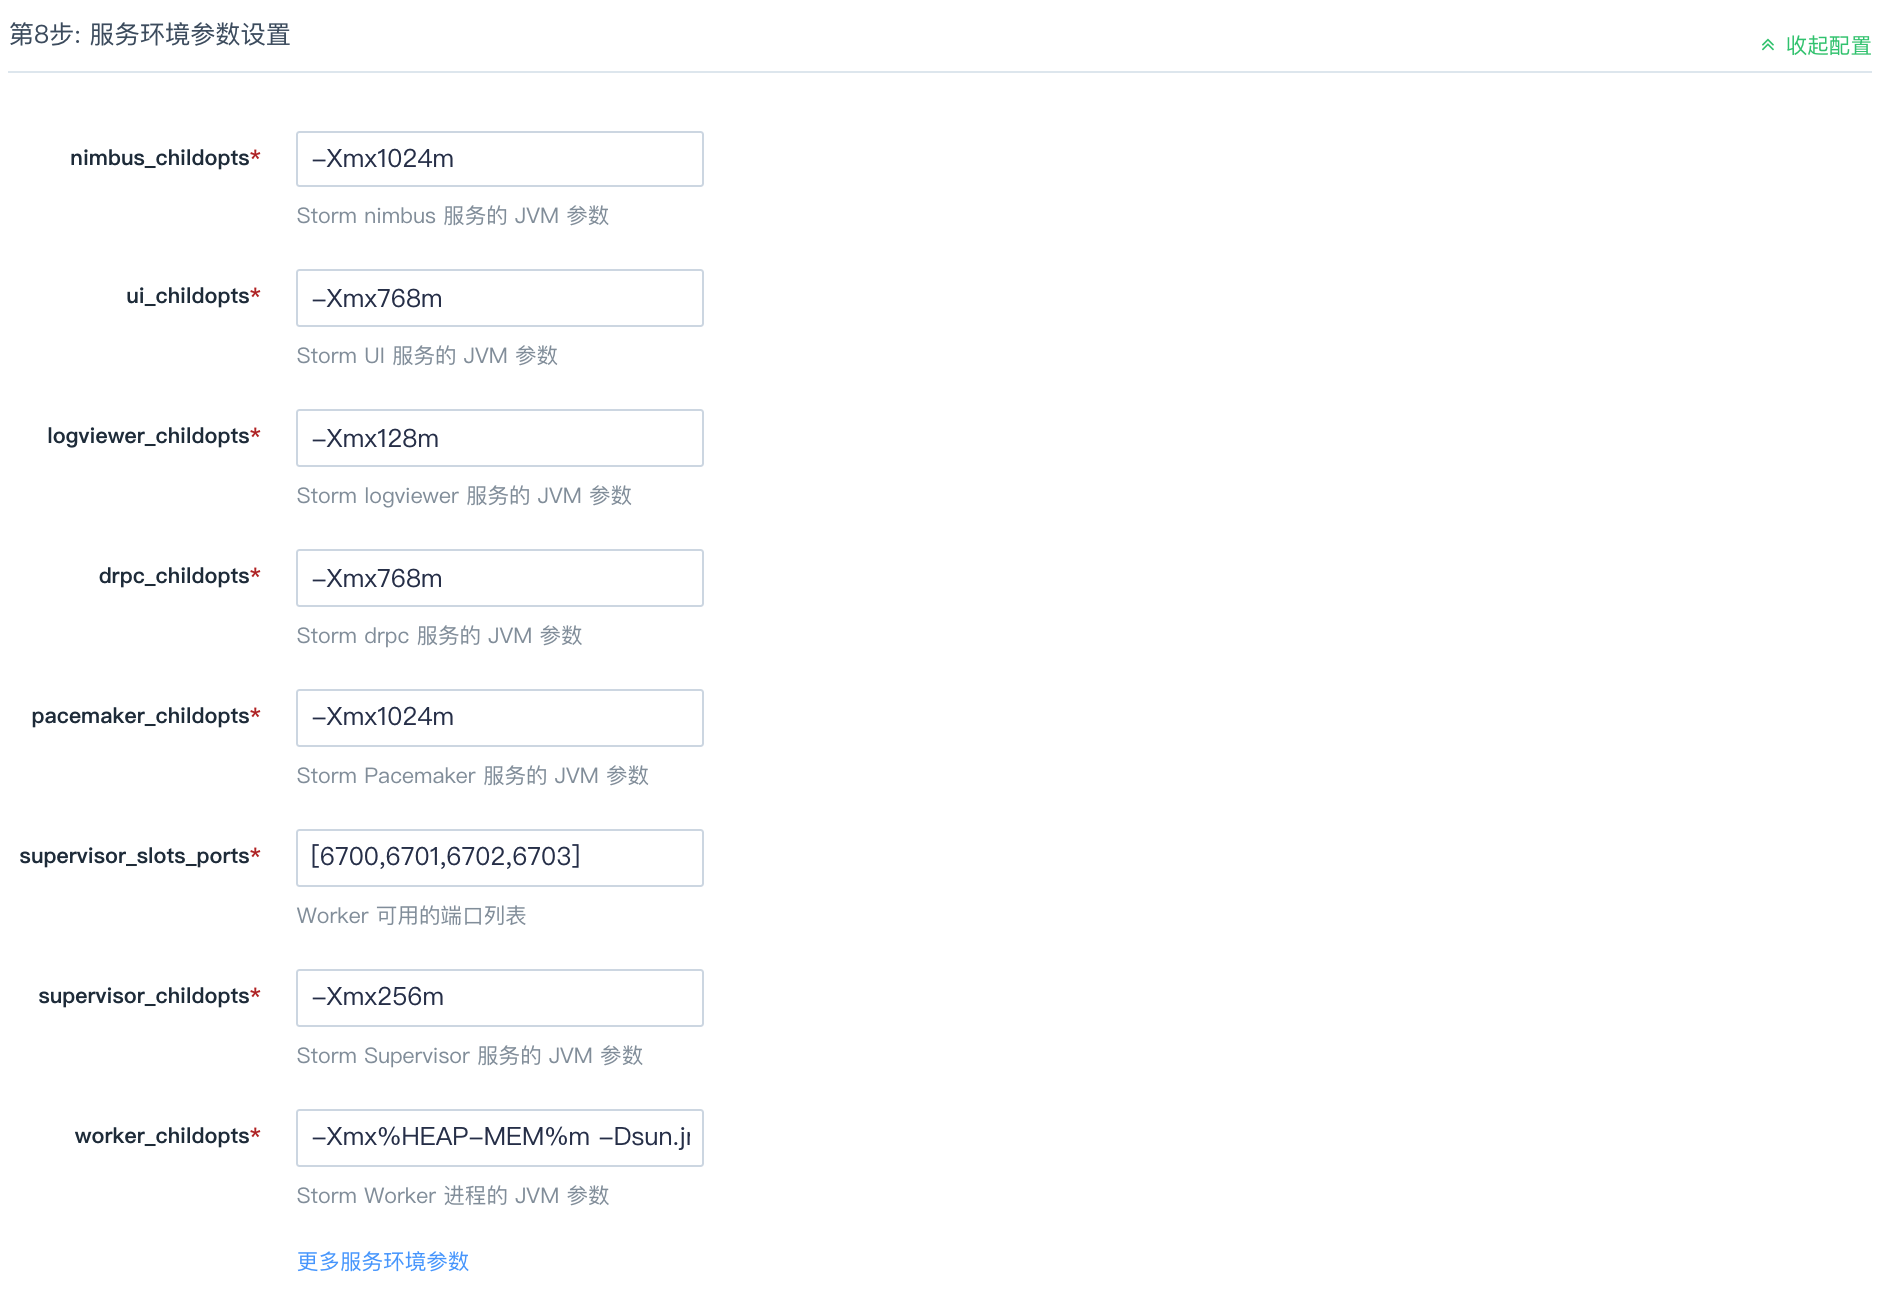 第8步: 服务环境参数设置
收起配置
nimbus_childopts*
-Xmx1024m
Storm nimbus 服务的 JVM 参数
ui_childopts*
-Xmx768m
Storm UI 服务的 JVM 参数
logviewer_childopts*
-Xmx128m
Storm logviewer 服务的 JVM 参数
drpc_childopts*
-Xmx768m
Storm drpc 服务的 JVM 参数
pacemaker_childopts*
-Xmx1024m
Storm Pacemaker 服务的 JVM 参数
supervisor_slots_ports*
[6700,6701,6702,6703]
Worker 可用的端口列表
supervisor_childopts*
-Xmx256m
Storm Supervisor 服务的 JVM 参数
worker_childopts*
-Xmx%HEAP-MEM%m
Storm Worker 进程的 JVM 参数
更多服务环境参数